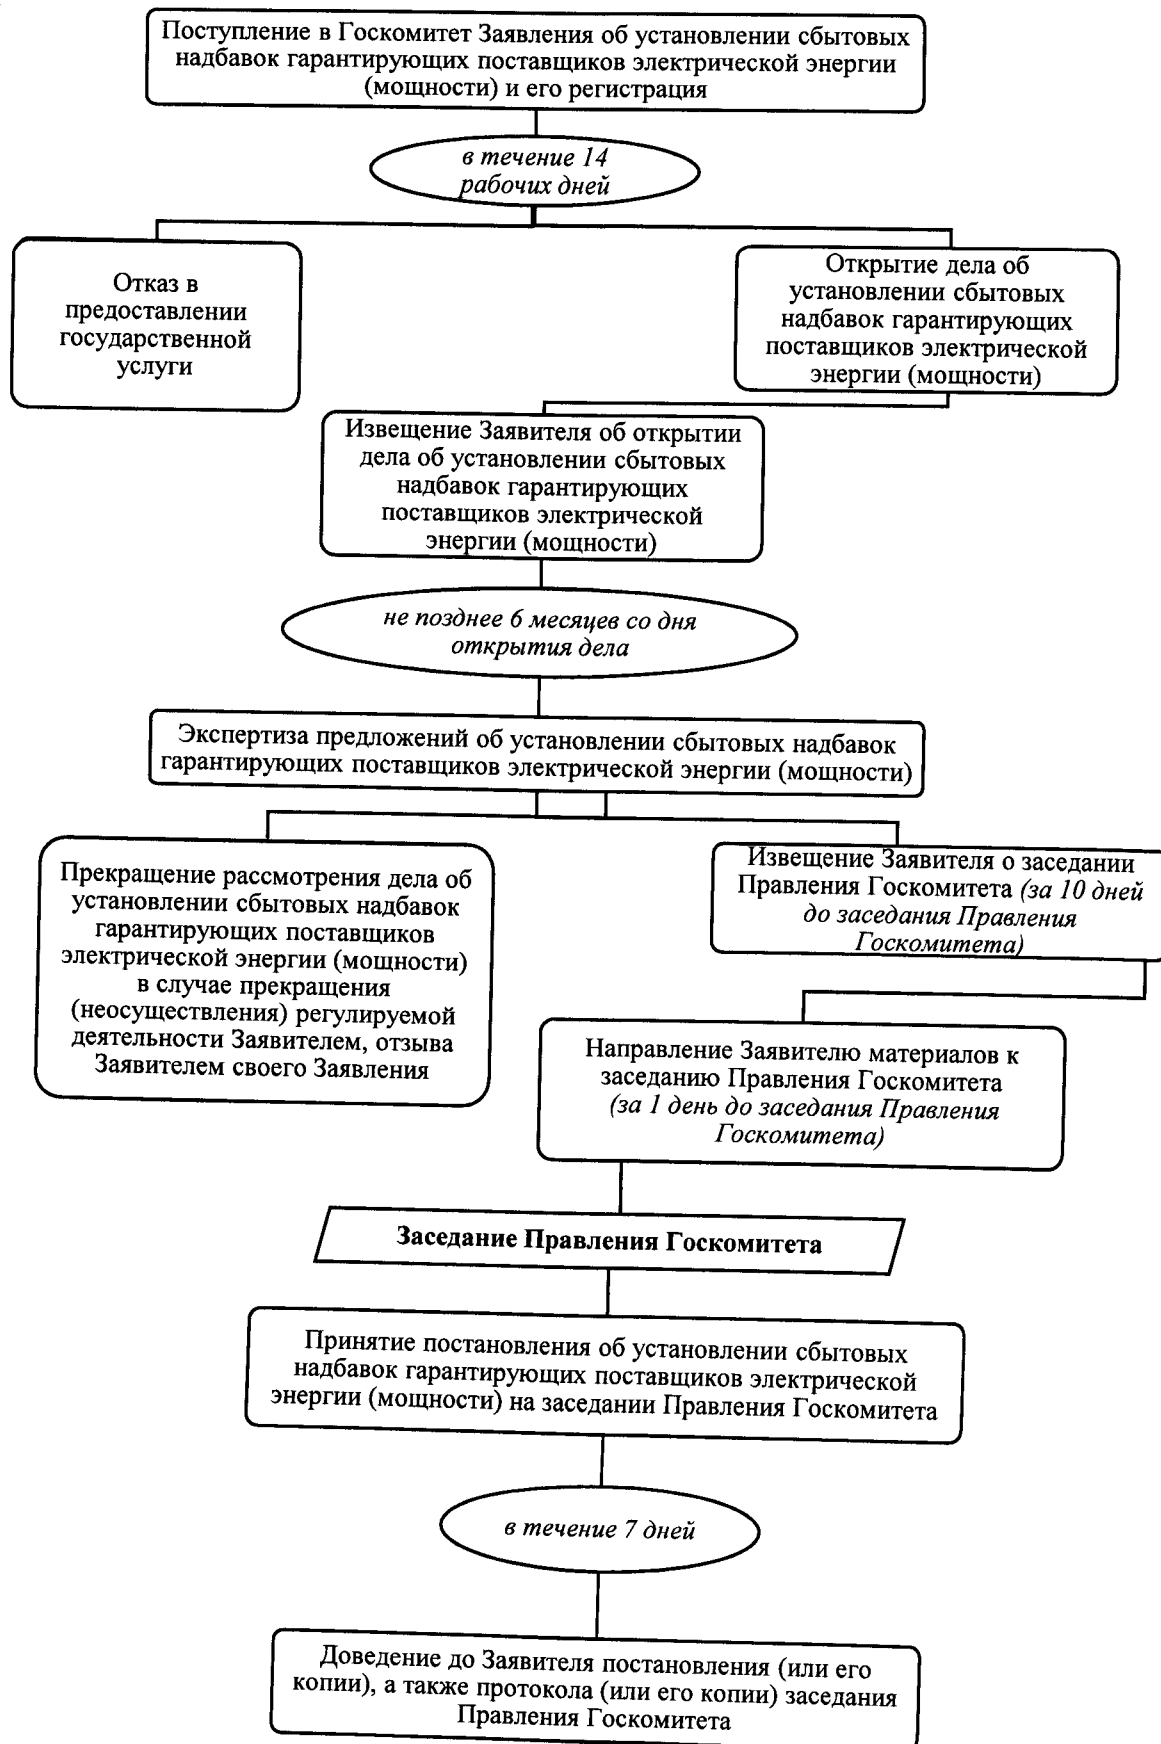 Поступление в Госкомитет Заявления об установлении сбытовых
надбавок гарантирующих поставщиков электрической энергии
(мощности) и его регистрация
в течение 14
рабочих дней
Отказ в
предоставлении
государственной
услуги
Открытие дела об
установлении сбытовых
надбавок гарантирующих
поставщиков электрической
энергии (мощности)
Извещение Заявителя об открытии
дела об установлении сбытовых
надбавок гарантирующих
поставщиков электрической
энергии (мощности)
не позднее 6 месяцев со дня
открытия дела
Экспертиза предложений об установлении сбытовых надбавок
гарантирующих поставщиков электрической энергии (мощности)
Прекращение рассмотрения дела об
установлении сбытовых надбавок
гарантирующих поставщиков
электрической энергии (мощности)
в случае прекращения
(неосуществления) регулируемой
деятельности Заявителем, отзыва
Заявителем своего Заявления
Извещение Заявителя о заседании
Правления Госкомитета (за 10 дней
до заседания Правления
Госкомитета)
Направление Заявителю материалов к
заседанию Правления Госкомитета
(за 1 день до заседания Правления
Госкомитета)
Заседание Правления Госкомитета
Принятие постановления об установлении сбытовых
надбавок гарантирующих поставщиков электрической
энергии (мощности) на заседании Правления Госкомитета
в течение 7 дней
Доведение до Заявителя постановления (или его
копии), а также протокола (или его копии) заседания
Правления Госкомитета